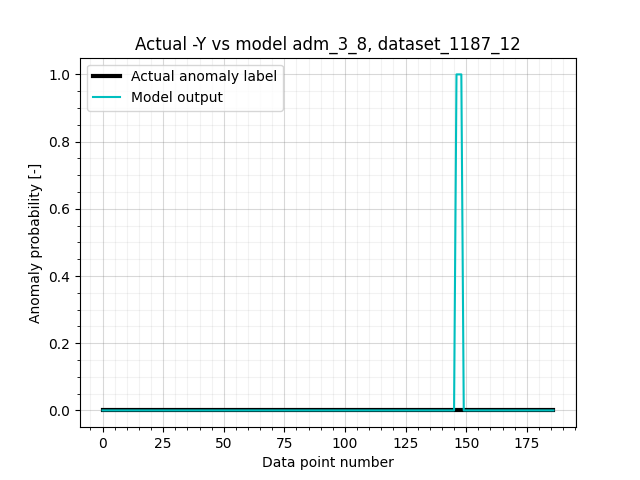 Actual -Y vs model adm_3_8, dataset_1187_12
Actual anomaly label
Model output
Anomaly probability [-]
1.0
0.8
0.6
0.4
0.2
0.0
0 25 50 75 100 125 150 175
Data point number